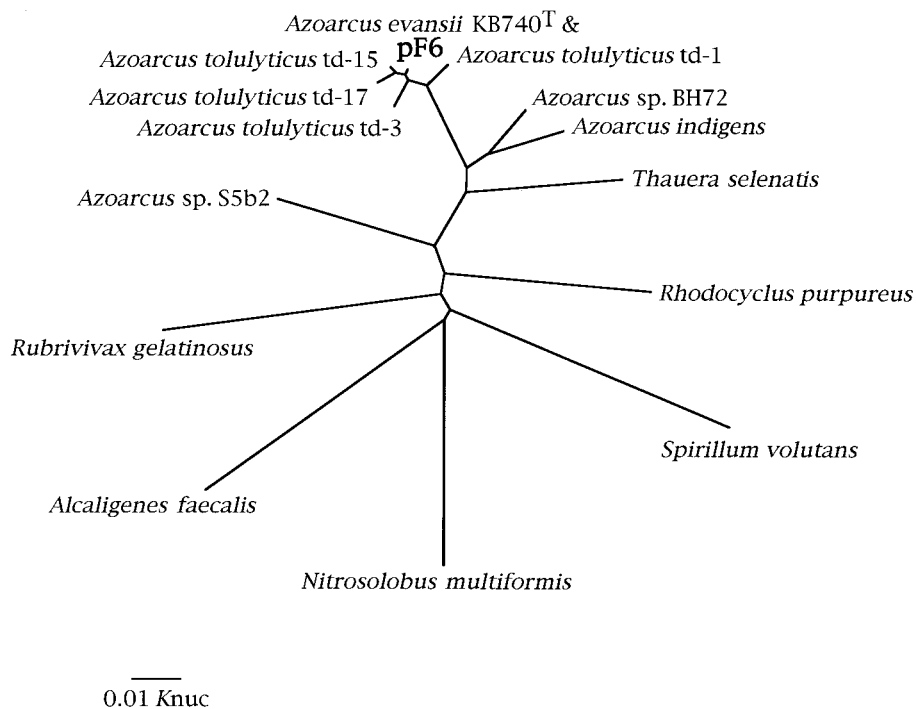 Azoarcus evansii KB740T &
pF6
Azoarcus tolulyticus td-15
Azoarcus tolulyticus td-1
Azoarcus tolulyticus td-17
Azoarcus sp. BH72
Azoarcus tolulyticus td-3
Azoarcus indigens
Thauera selenatis
Azoarcus sp. S5b2
Rhodocyclus purpureus
Rubrivivax gelatinosus
Spirillum volutans
Alcaligenes faecalis
Nitrosolobus multiformis
0.01 Knuc